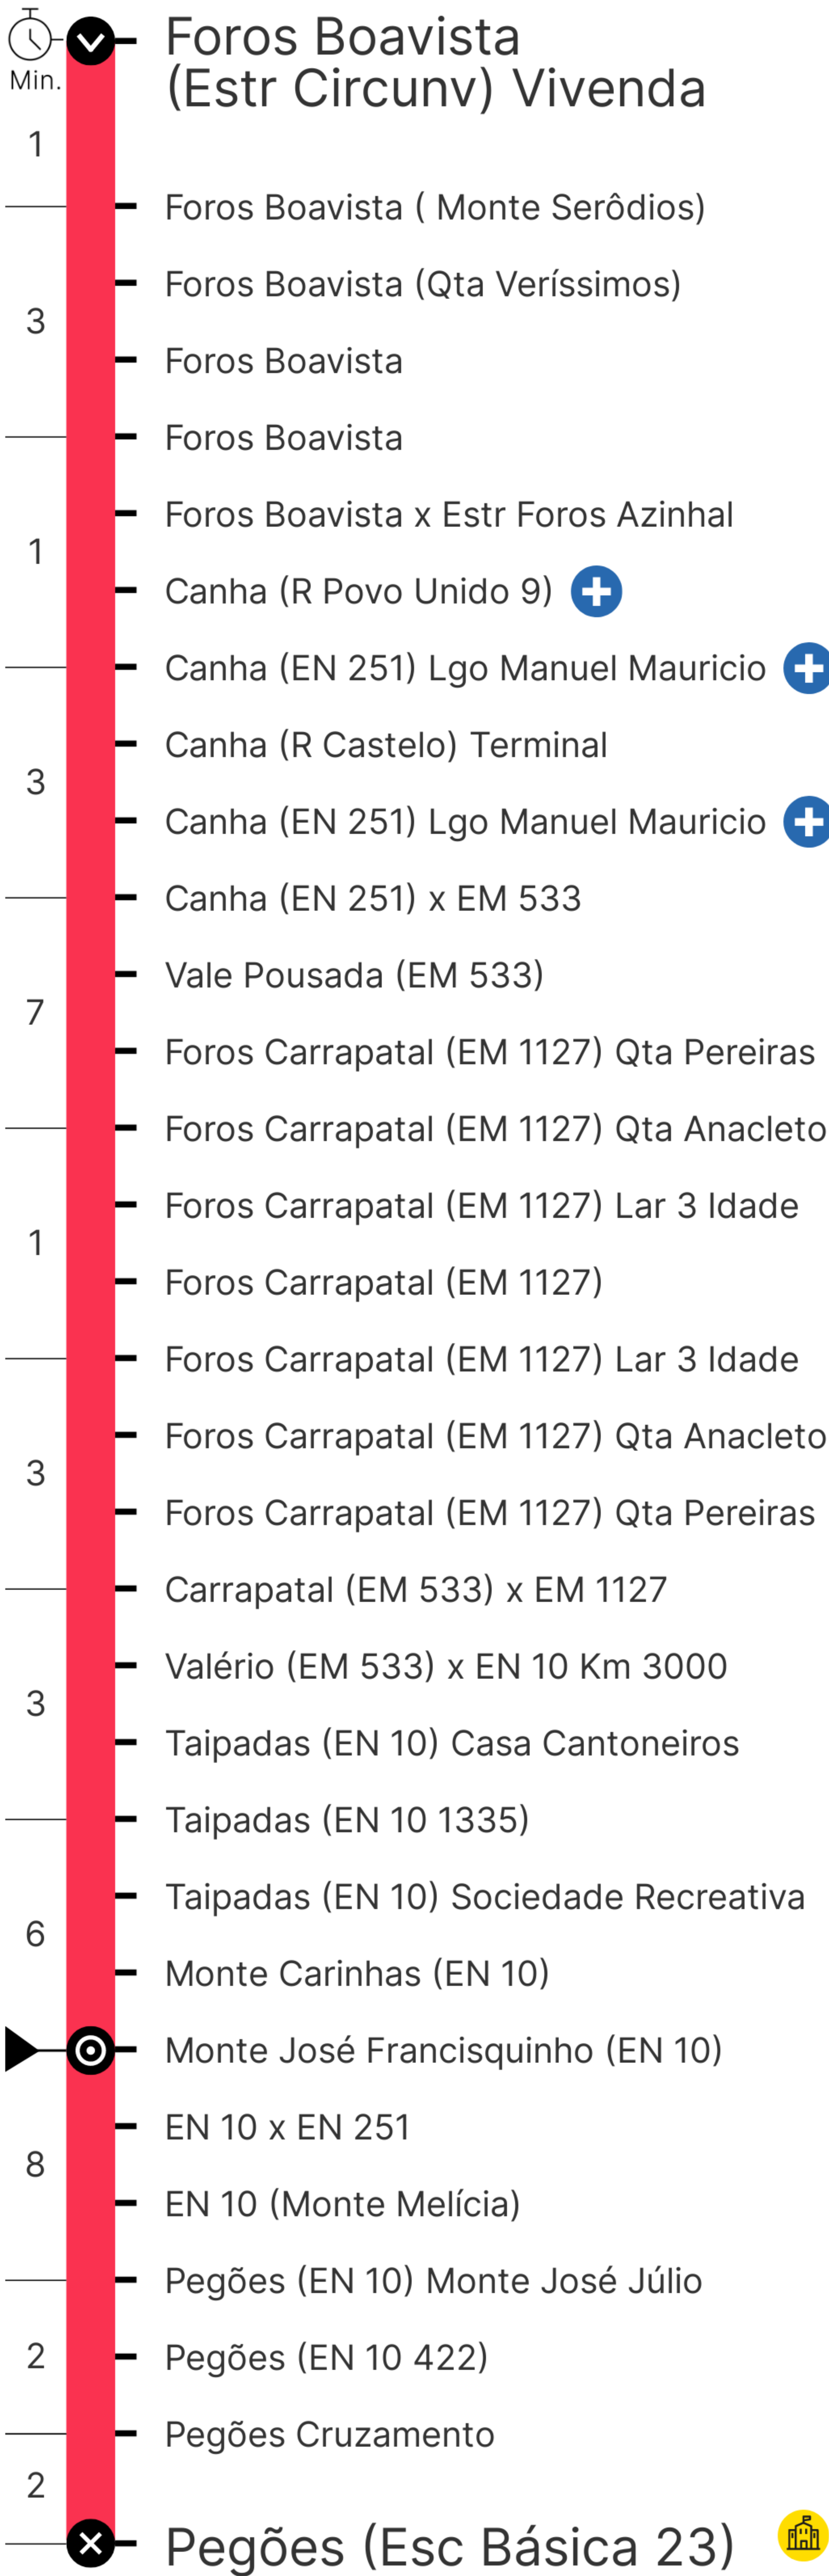 Foros Boavista
(Estr Circunv) Vivenda
Min.
1
Foros Boavista ( Monte Serôdios)
Foros Boavista (Qta Veríssimos)
3
Foros Boavista
Foros Boavista
Foros Boavista x Estr Foros Azinhal
1
Canha (R Povo Unido 9)
Canha (EN 251) Lgo Manuel Mauricio
Canha (R Castelo) Terminal
3
Canha (EN 251) Lgo Manuel Mauricio
Canha (EN 251) x EM 533
Vale Pousada (EM 533)
7
Foros Carrapatal (EM 1127) Qta Pereiras
Foros Carrapatal (EM 1127) Qta Anacleto
Foros Carrapatal (EM 1127) Lar 3 Idade
1
Foros Carrapatal (EM 1127)
Foros Carrapatal (EM 1127) Lar 3 Idade
Foros Carrapatal (EM 1127) Qta Anacleto
3
Foros Carrapatal (EM 1127) Qta Pereiras
Carrapatal (EM 533) x EM 1127
Valério (EM 533) x EN 10 Km 3000
3
Taipadas (EN 10) Casa Cantoneiros
Taipadas (EN 10 1335)
Taipadas (EN 10) Sociedade Recreativa
6
Monte Carinhas (EN 10)
Monte José Francisquinho (EN 10)
EN 10 x EN 251
8
EN 10 (Monte Melícia)
Pegões (EN 10) Monte José Júlio
2
Pegões (EN 10 422)
Pegões Cruzamento
2
Pegões (Esc Básica 23)